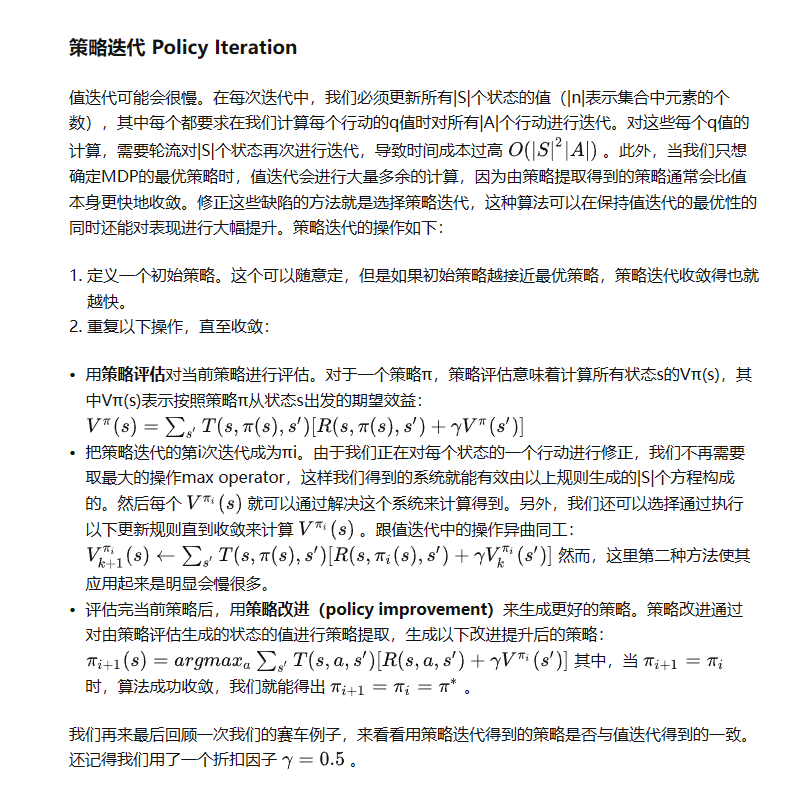 策略迭代 Policy Iteration
值迭代可能会很慢。在每次迭代中，我们必须更新所有|S|个状态的值（|n|表示集合中元素的个
数），其中每个都要求在我们计算每个行动的q值时对所有|A|个行动进行迭代。对这些每个q值的
计算，需要轮流对|S|个状态再次进行迭代，导致时间成本过高 $O(|S|^2|A|)$ 。此外，当我们只想
确定MDP的最优策略时，值迭代会进行大量多余的计算，因为由策略提取得到的策略通常会比值
本身更快地收敛。修正这些缺陷的方法就是选择策略迭代，这种算法可以在保持值迭代的最优性的
同时还能对表现进行大幅提升。策略迭代的操作如下：
1. 定义一个初始策略。这个可以随意定，但是如果初始策略越接近最优策略，策略迭代收敛得也就
越快。
2. 重复以下操作，直至收敛：
• 用策略评估对当前策略进行评估。对于一个策略π，策略评估意味着计算所有状态s的Vπ(s)，其
中Vπ(s)表示按照策略π从状态s出发的期望效益：
$V^{\pi}(s) = \sum_{s'} T(s, \pi(s), s')[R(s, \pi(s), s') + \gamma V^{\pi}(s')]$
• 把策略迭代的第i次迭代成为πi。由于我们正在对每个状态的一个行动进行修正，我们不再需要
取最大的操作max operator，这样我们得到的系统就能有效由以上规则生成的|S|个方程构成
的。然后每个 $V^{\pi_i}(s)$ 就可以通过解决这个系统来计算得到。另外，我们还可以选择通过执行
以下更新规则直到收敛来计算 $V^{\pi_i}(s)$ 。跟值迭代中的操作异曲同工：
$V_{k+1}^{\pi_i}(s) \leftarrow \sum_{s'} T(s, \pi(s), s')[R(s, \pi_i(s), s') + \gamma V_k^{\pi_i}(s')]$ 然而，这里第二种方法使其
应用起来是明显会慢很多。
• 评估完当前策略后，用策略改进（policy improvement）来生成更好的策略。策略改进通过
对由策略评估生成的状态的值进行策略提取，生成以下改进提升后的策略：
$\pi_{i+1}(s) = argmax_a \sum_{s'} T(s, a, s')[R(s, a, s') + \gamma V^{\pi_i}(s')]$ 其中，当 $\pi_{i+1} = \pi_i$
时，算法成功收敛，我们就能得出 $\pi_{i+1} = \pi_i = \pi^*$ 。
我们再来最后回顾一次我们的赛车例子，来看看用策略迭代得到的策略是否与值迭代得到的一致。
还记得我们用了一个折扣因子 $\gamma = 0.5$ 。